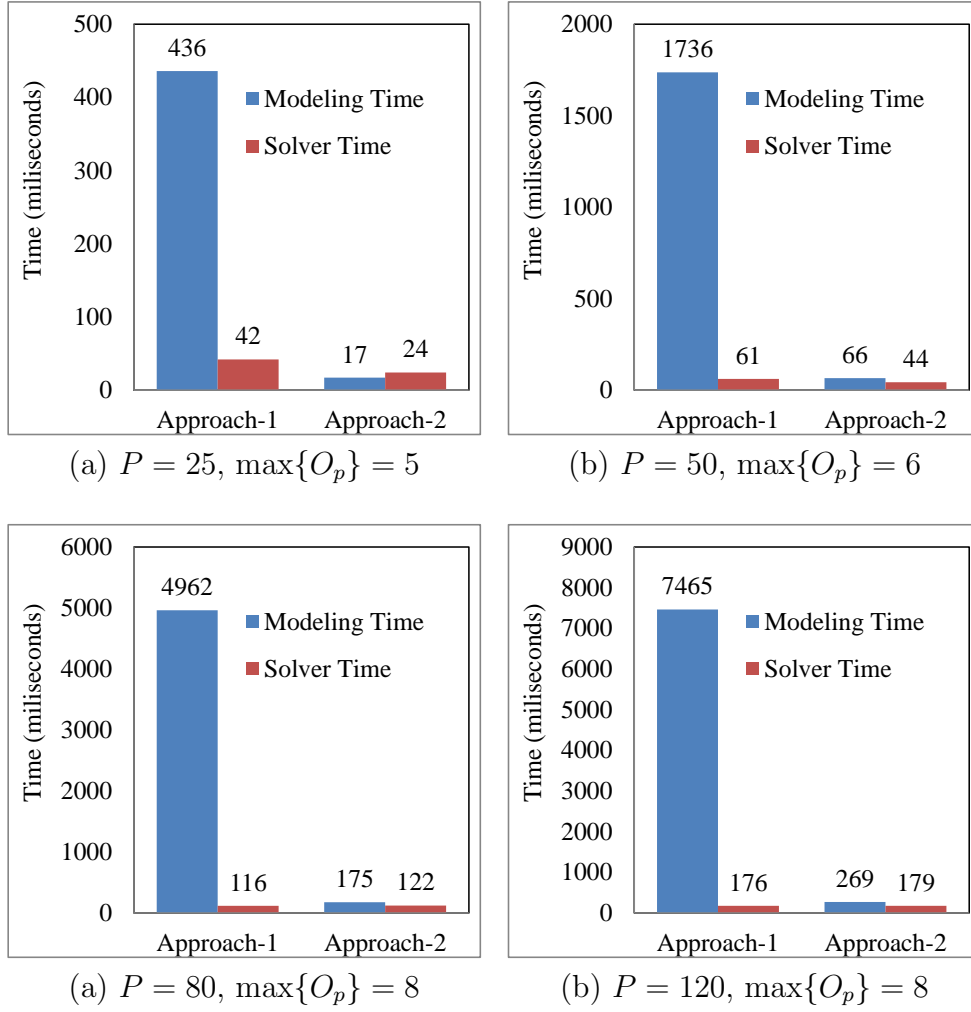 500
436
400
Modeling Time
300
Solver Time
Time (miliseconds)
200
100
42
17
24
0
Approach-1
Approach-2
(a) P = 25, max{O_p} = 5
2000
1736
1500
Modeling Time
Solver Time
Time (miliseconds)
1000
500
61
66
44
0
Approach-1
Approach-2
(b) P = 50, max{O_p} = 6
6000
4962
5000
Modeling Time
4000
Solver Time
Time (miliseconds)
3000
2000
1000
116
175
122
0
Approach-1
Approach-2
(a) P = 80, max{O_p} = 8
9000
8000
7465
7000
Modeling Time
6000
Solver Time
Time (miliseconds)
5000
4000
3000
2000
1000
176
269
179
0
Approach-1
Approach-2
(b) P = 120, max{O_p} = 8